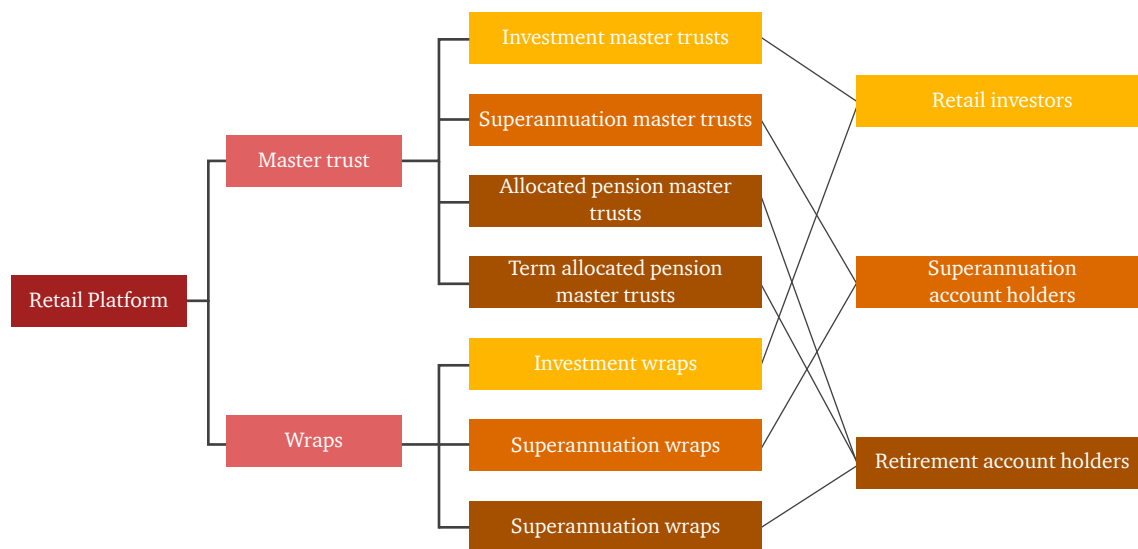 Retail Platform
Master trust
Wraps
Investment master trusts
Superannuation master trusts
Allocated pension master
trusts
Term allocated pension
master trusts
Investment wraps
Superannuation wraps
Superannuation wraps
Retail investors
Superannuation
account holders
Retirement account holders